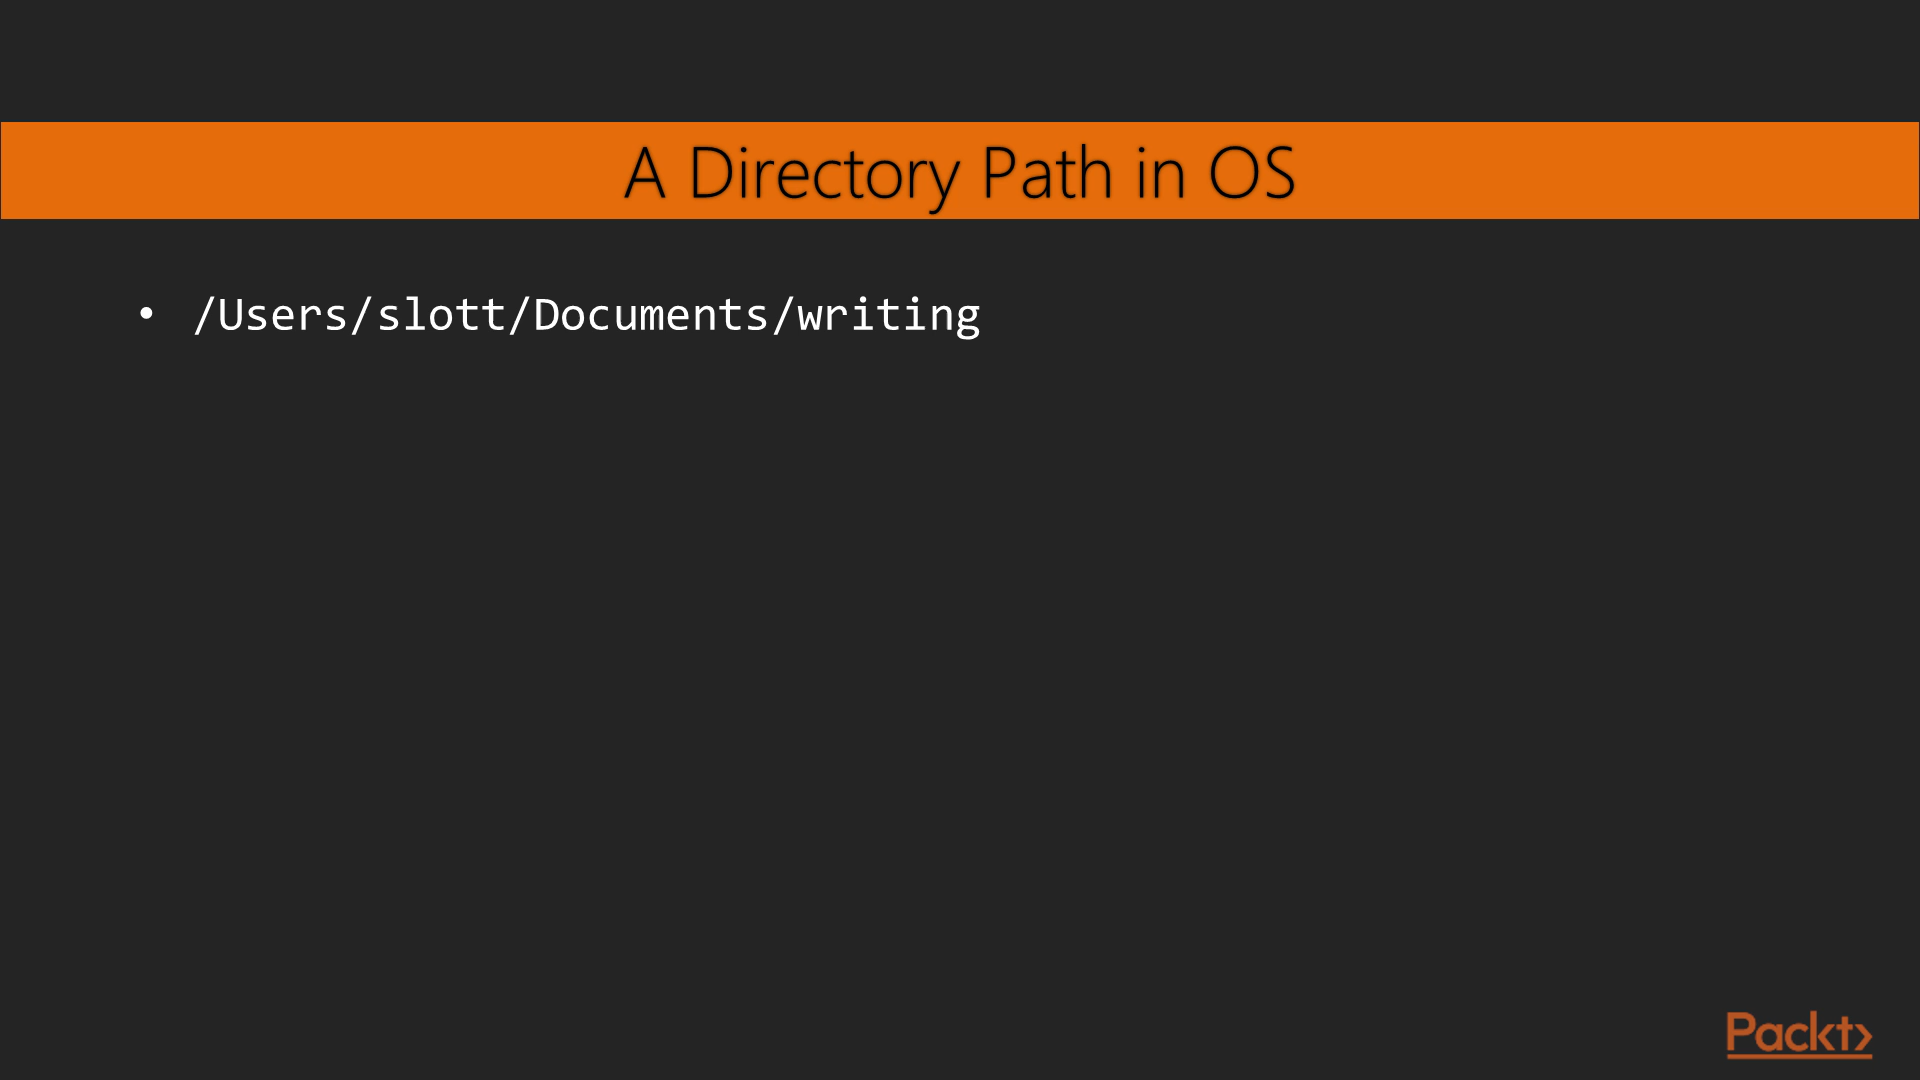 A Directory Path in OS
• /Users/slott/Documents/writing
Packt>